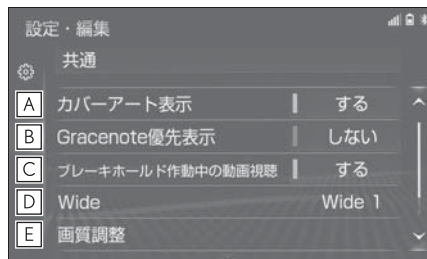 設定・編集
共通
A カバーアート表示 する
B Gracenote優先表示 しない
C ブレーキホールド作動中の動画視聴 する
D Wide Wide 1
E 画質調整